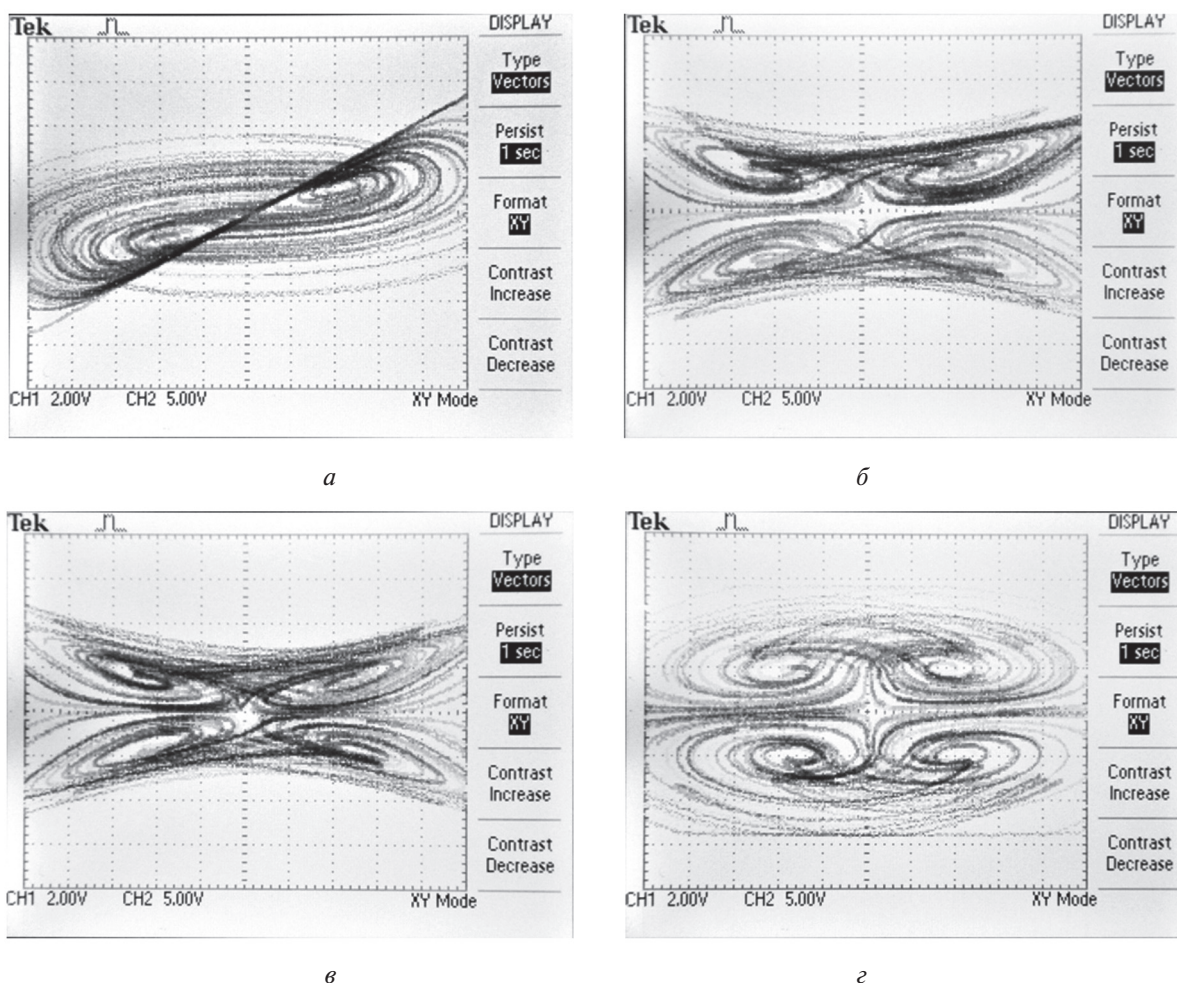 Tek
DISPLAY
Type
Vectors
Persist
1 sec
Format
XY
Contrast
Increase
Contrast
Decrease
CH1 2.00V CH2 5.00V XY Mode
а
Tek
DISPLAY
Type
Vectors
Persist
1 sec
Format
XY
Contrast
Increase
Contrast
Decrease
CH1 2.00V CH2 5.00V XY Mode
б
Tek
DISPLAY
Type
Vectors
Persist
1 sec
Format
XY
Contrast
Increase
Contrast
Decrease
CH1 2.00V CH2 5.00V XY Mode
в
Tek
DISPLAY
Type
Vectors
Persist
1 sec
Format
XY
Contrast
Increase
Contrast
Decrease
CH1 2.00V CH2 5.00V XY Mode
г